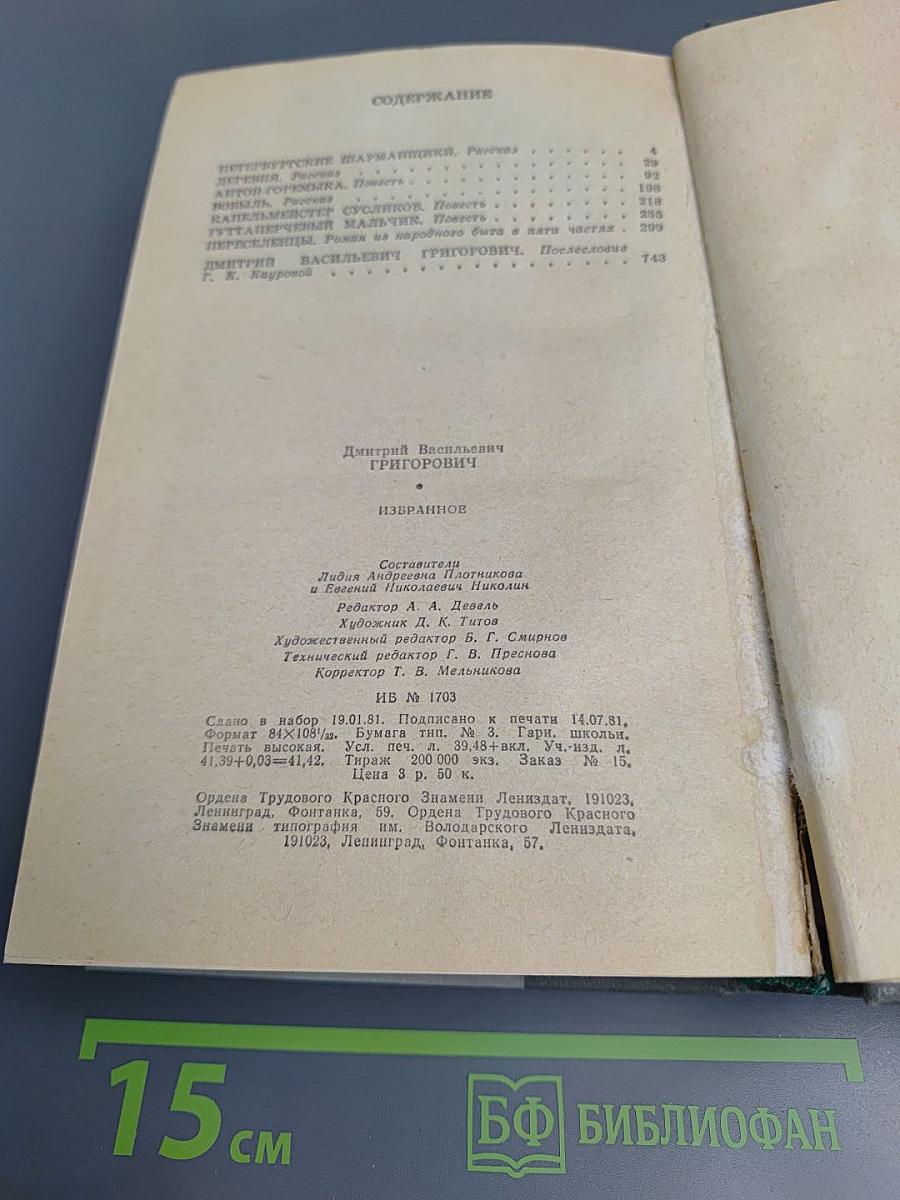 СОДЕРЖАНИЕ
ПЕТЕРБУРГСКИЕ ШАРМАНЩИКИ. Рассказ . . . . . . 4
ДЕРЕВНЯ. Рассказ . . . . . . . . . . . . 29
АНТОН-ГОРЕМЫКА. Повесть . . . . . . . . . . 92
БОБЫЛЬ. Рассказ . . . . . . . . . . . . 198
КАПЕЛЬМЕЙСТЕР СУСЛИКОВ. Повесть . . . . . . 218
ГУТТАПЕРЧЕВЫЙ МАЛЬЧИК. Повесть . . . . . . 255
ПЕРЕСЕЛЕНЦЫ. Роман из народного быта в пяти частях . 299
ДМИТРИЙ ВАСИЛЬЕВИЧ ГРИГОРОВИЧ. Послесловие
Г. К. Кауровой . . . . . . . . . . . . 743
Дмитрий Васильевич
ГРИГОРОВИЧ
•
ИЗБРАННОЕ
Составители
Лидия Андреевна Плотникова
и Евгений Николаевич Николин
Редактор А. А. Девель
Художник Д. К. Титов
Художественный редактор Б. Г. Смирнов
Технический редактор Г. В. Преснова
Корректор Т. В. Мельникова
ИБ № 1703
Сдано в набор 19.01.81. Подписано к печати 14.07.81.
Формат 84×108¹/₃₂. Бумага тип. № 3. Гарн. школьн.
Печать высокая. Усл. печ. л. 39,48+вкл. Уч.-изд. л.
41,39+0,03=41,42. Тираж 200 000 экз. Заказ № 15.
Цена 3 р. 50 к.
Ордена Трудового Красного Знамени Лениздат, 191023,
Ленинград, Фонтанка, 59. Ордена Трудового Красного
Знамени типография им. Володарского Лениздата,
191023, Ленинград, Фонтанка, 57.
15 см
БФ БИБЛИОФАН